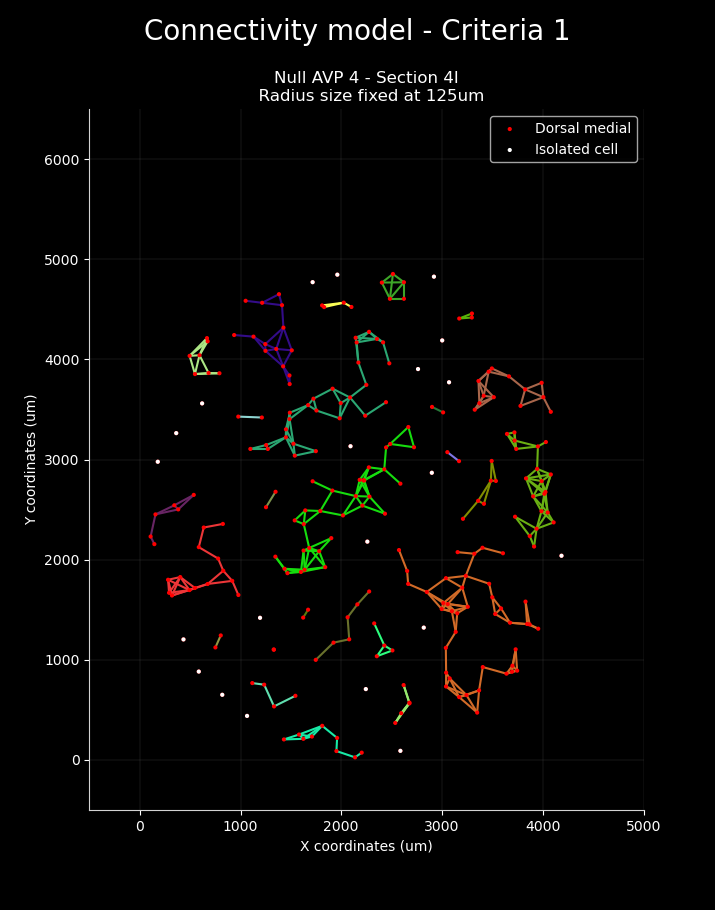 Connectivity model - Criteria 1
Null AVP 4 - Section 4I
Radius size fixed at 125um
Dorsal medial
Isolated cell
6000
5000
4000
3000
2000
1000
0
Y coordinates (um)
0 1000 2000 3000 4000 5000
X coordinates (um)